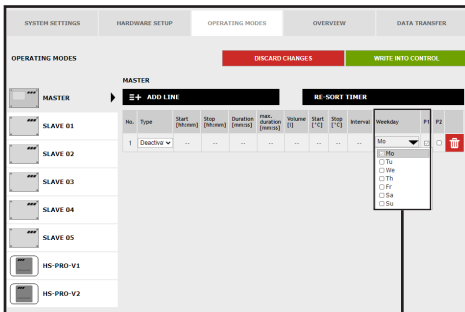 SYSTEM SETTINGS HARDWARE SETUP OPERATING MODES OVERVIEW DATA TRANSFER
OPERATING MODES DISCARD CHANGES WRITE INTO CONTROL
MASTER
MASTER ADD LINE RE-SORT TIMER
No. Type Start [hh:mm] Stop [hh:mm] Duration [mm:ss] max. duration [mm:ss] Volume [l] Start [°C] Stop [°C] Interval Weekday P1 P2
1 Deactivat -- -- -- -- -- -- -- -- Mo
Mo
Tu
We
Th
Fr
Sa
Su
SLAVE 01
SLAVE 02
SLAVE 03
SLAVE 04
SLAVE 05
HS-PRO-V1
HS-PRO-V2